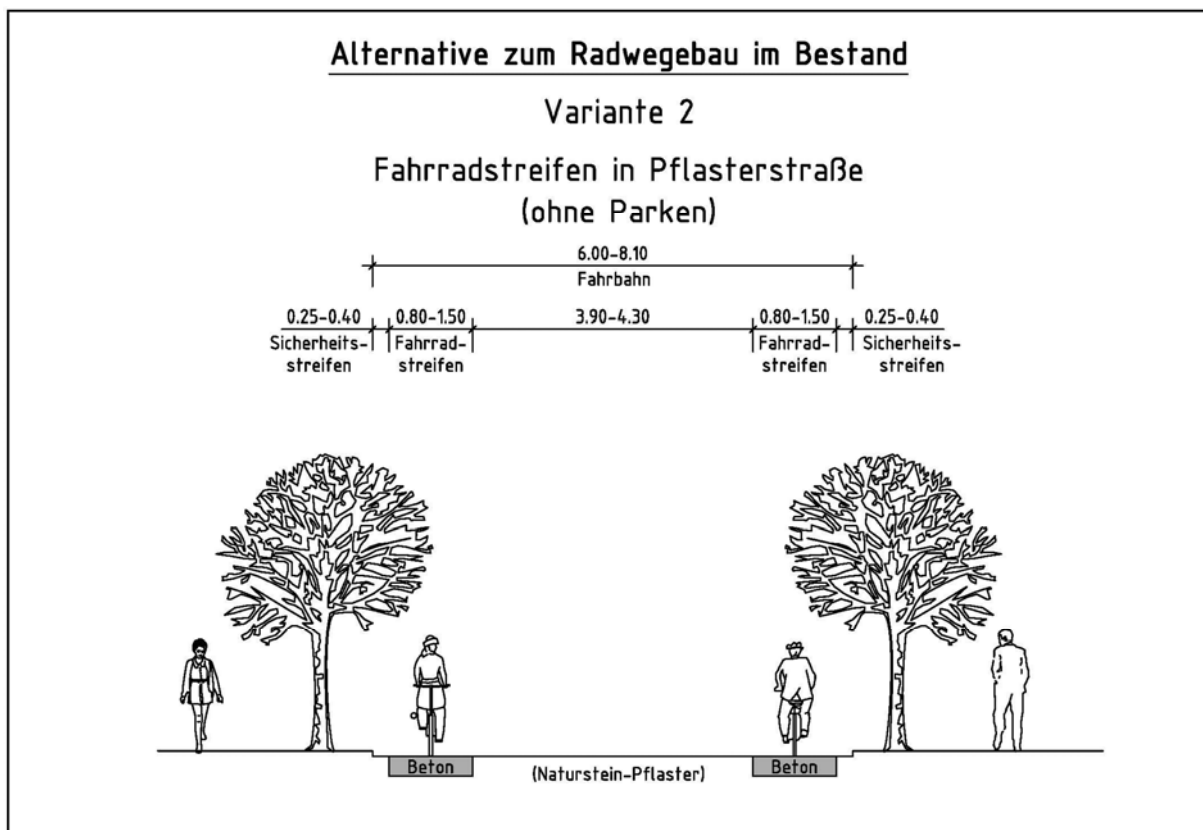 Alternative zum Radwegebau im Bestand
Variante 2
Fahrradstreifen in Pflasterstraße
(ohne Parken)
6.00-8.10
Fahrbahn
0.25-0.40 0.80-1.50 3.90-4.30 0.80-1.50 0.25-0.40
Sicherheits- Fahrrad- Fahrrad- Sicherheits-
streifen streifen streifen streifen
Beton (Naturstein-Pflaster) Beton